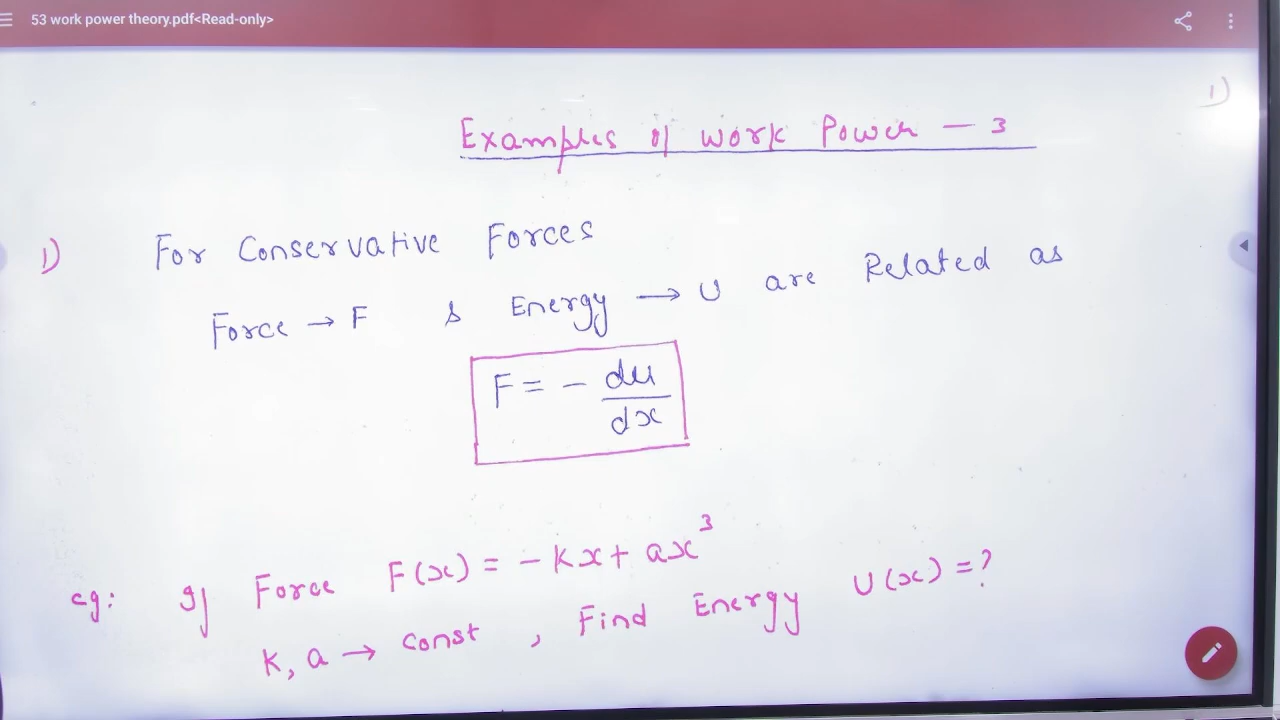 53 work power theory.pdf<Read-only>
1)
Examples of work Power — 3
1) For Conservative Forces
Force → F & Energy → U are Related as
F = - du/dx
eg: If Force F(x) = - kx + ax³
K, a → const , Find Energy U(x) = ?